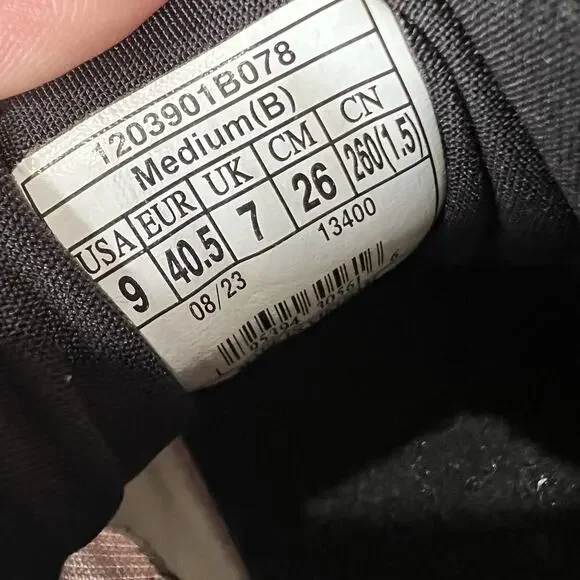 1203901B078
Medium(B)
USA EUR UK CM CN
9 40.5 7 26 260(1.5)
08/23 13400